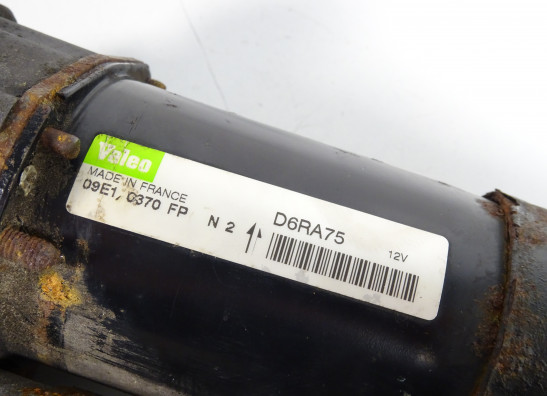 Valeo
MADE IN FRANCE
09E1, 0370 FP N 2 D6RA75 12V